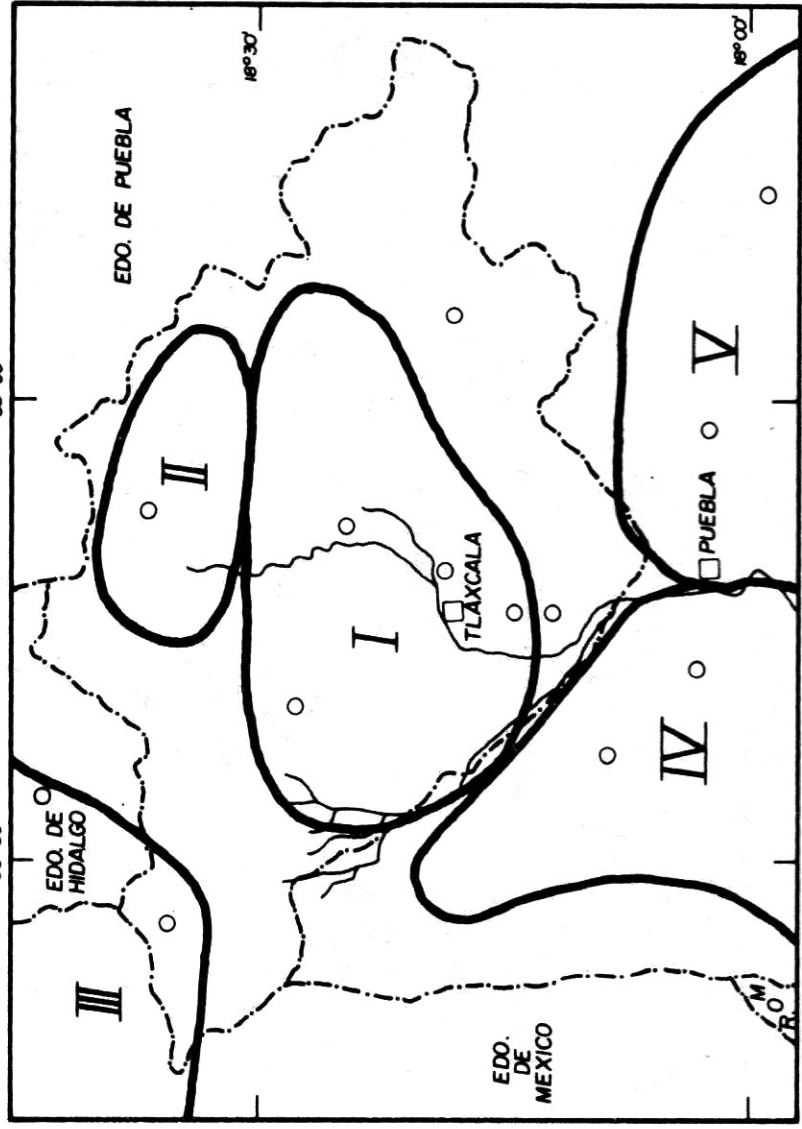 EDO. DE PUEBLA
18° 30'
II
I
TLAXCALA
III
EDO. DE
HIDALGO
EDO.
DE
MEXICO
IV
V
PUEBLA
18° 00'
M
O
R.